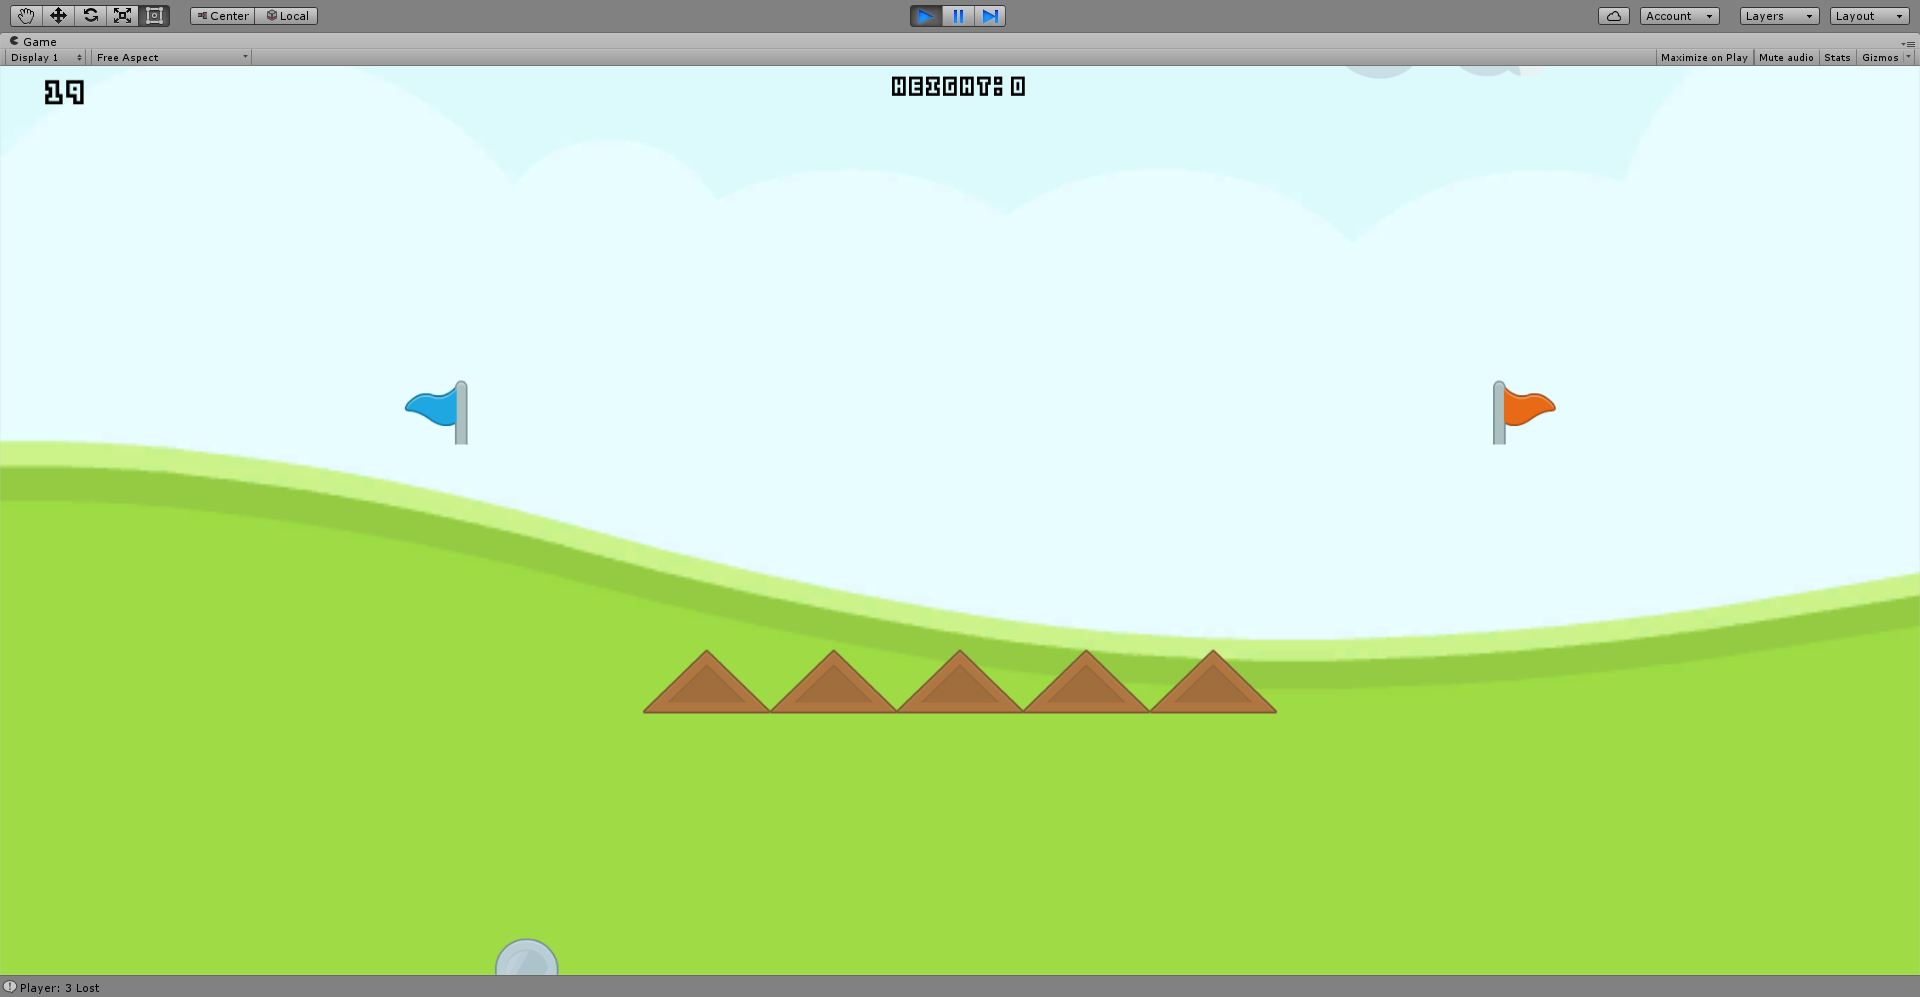 Center Local Account Layers Layout
Game
Display 1 Free Aspect Maximize on Play Mute audio Stats Gizmos
19 HEIGHT: 0
Player: 3 Lost